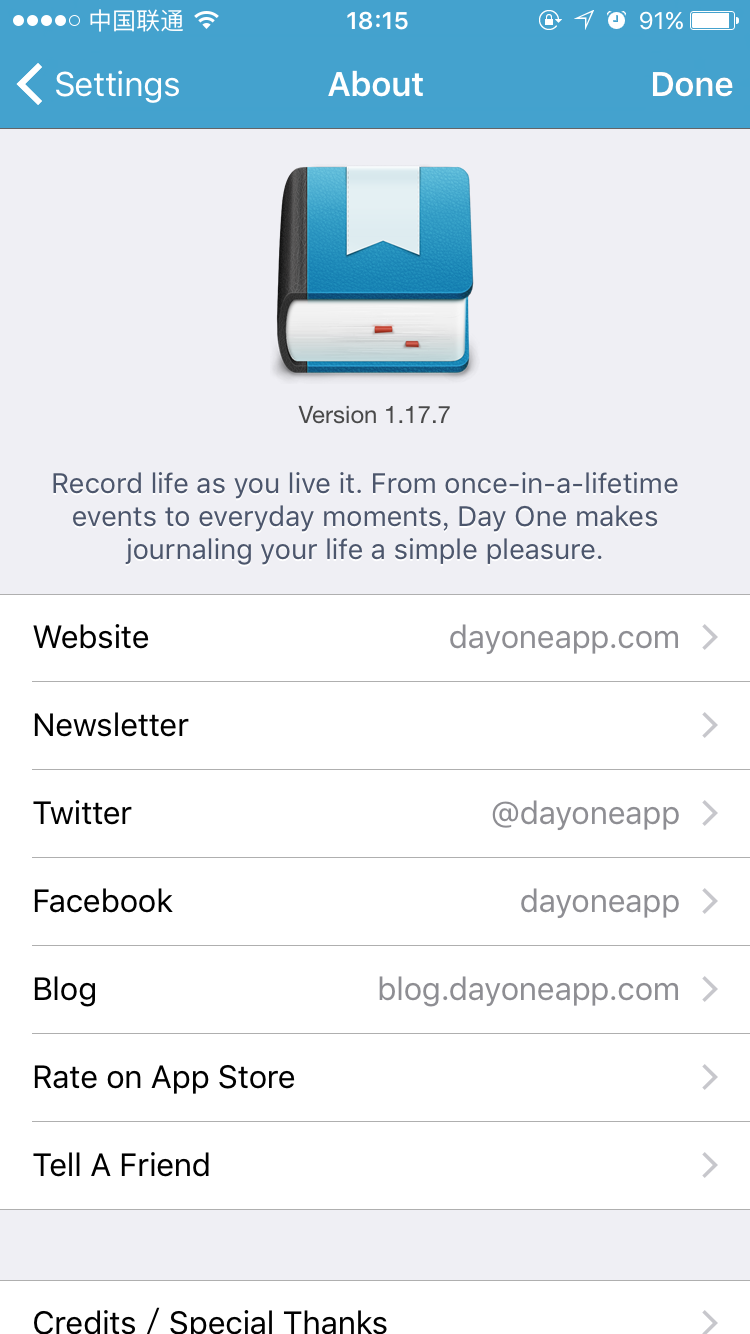 中国联通 18:15 91%
Settings About Done
Version 1.17.7
Record life as you live it. From once-in-a-lifetime
events to everyday moments, Day One makes
journaling your life a simple pleasure.
Website dayoneapp.com
Newsletter
Twitter @dayoneapp
Facebook dayoneapp
Blog blog.dayoneapp.com
Rate on App Store
Tell A Friend
Credits / Special Thanks